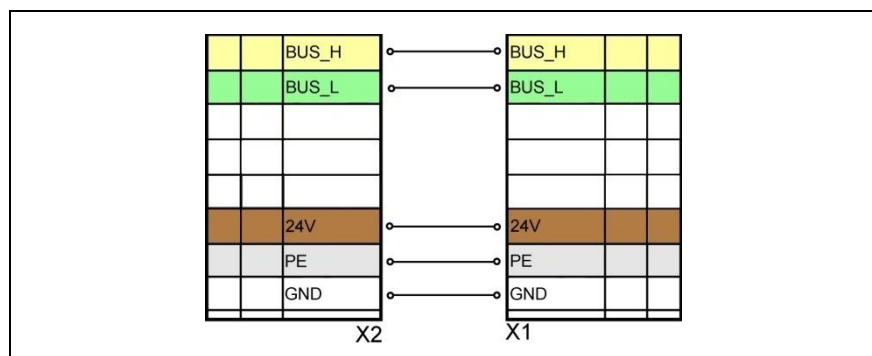 BUS_H BUS_H
BUS_L BUS_L
24V 24V
PE PE
GND GND
X2 X1